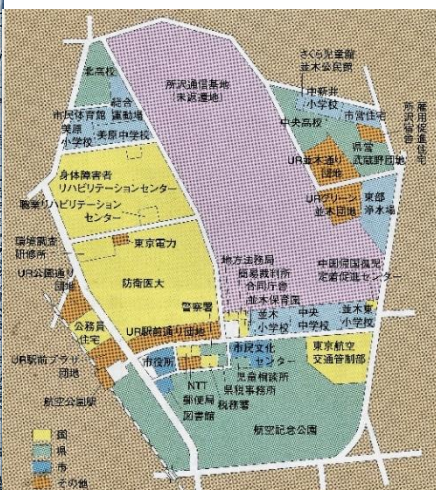 北高校
所沢通信基地
未返還地
さくら児童館
並木公民館
中新井
小学校
市営住宅
雇用促進住宅
所沢宿舎
市民体育館
総合
運動場
美原
小学校
美原中学校
中央高校
県営
武蔵野団地
UR並木通り
団地
URグリーン
並木団地
東部
浄水場
身体障害者
リハビリテーションセンター
職業リハビリテーション
センター
環境調査
研修所
東京電力
UR公園通り
団地
防衛医大
地方法務局
簡易裁判所
合同庁舎
並木保育園
中国帰国孤児
定着促進センター
警察署
並木
小学校
中央
中学校
並木東
小学校
公務員
住宅
UR駅前通り団地
UR駅前プラザ
団地
市役所
市民文化
センター
東京航空
交通管制部
航空公園駅
NTT
郵便局
図書館
児童相談所
県税事務所
税務署
航空記念公園
国
県
市
その他